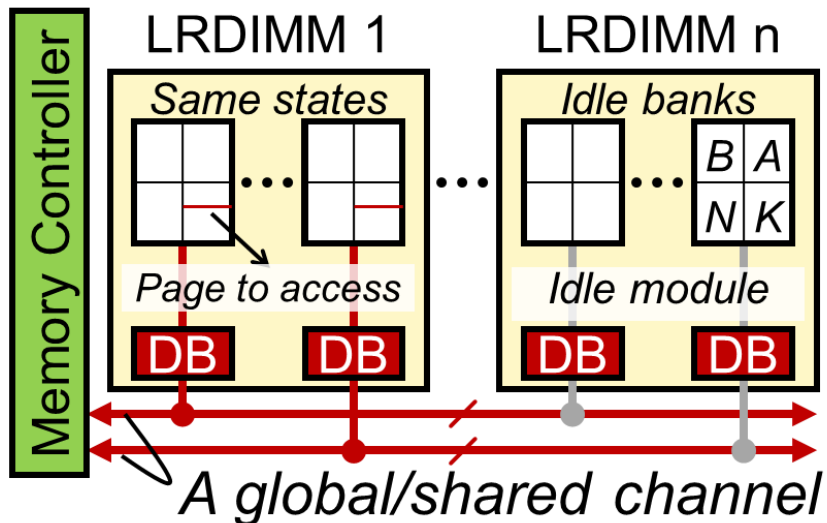 Memory Controller
LRDIMM 1
LRDIMM n
Same states
Idle banks
B A
N K
Page to access
Idle module
DB
DB
DB
DB
A global/shared channel